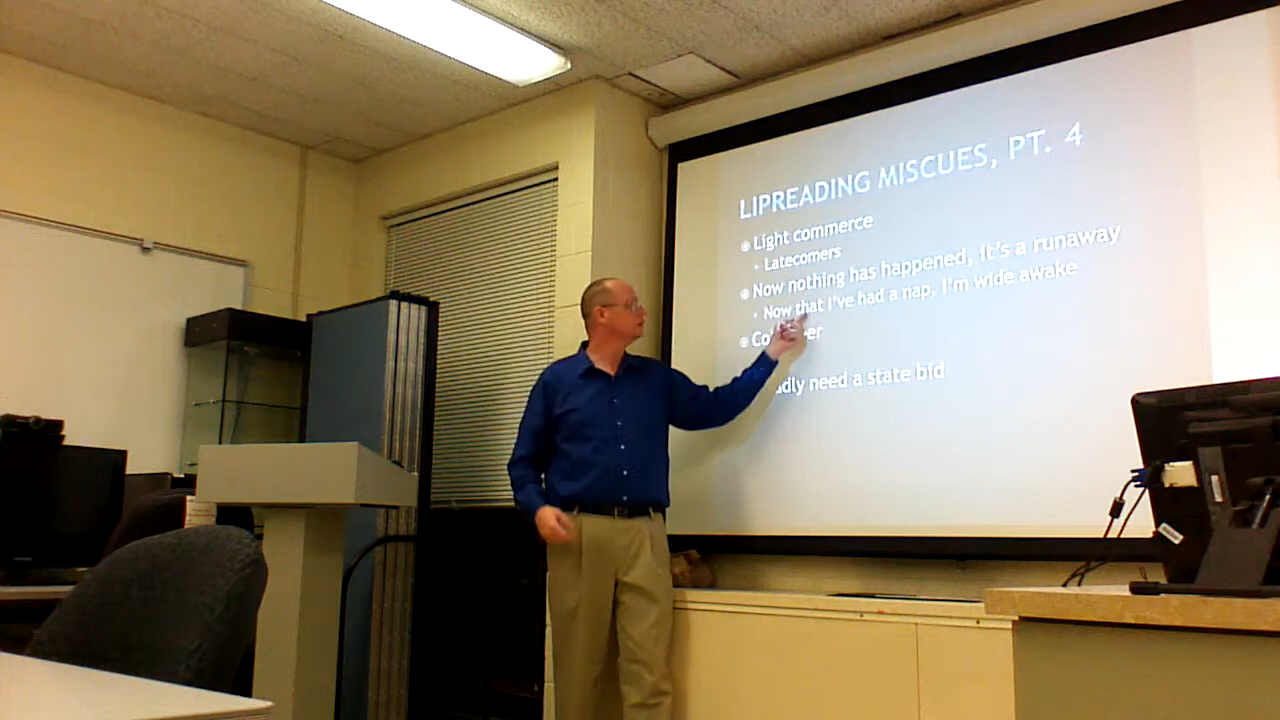 LIPREADING MISCUES, PT. 4
Light commerce
Latecomers
Now nothing has happened, it's a runaway
Now that I've had a nap, I'm wide awake
need a state bid